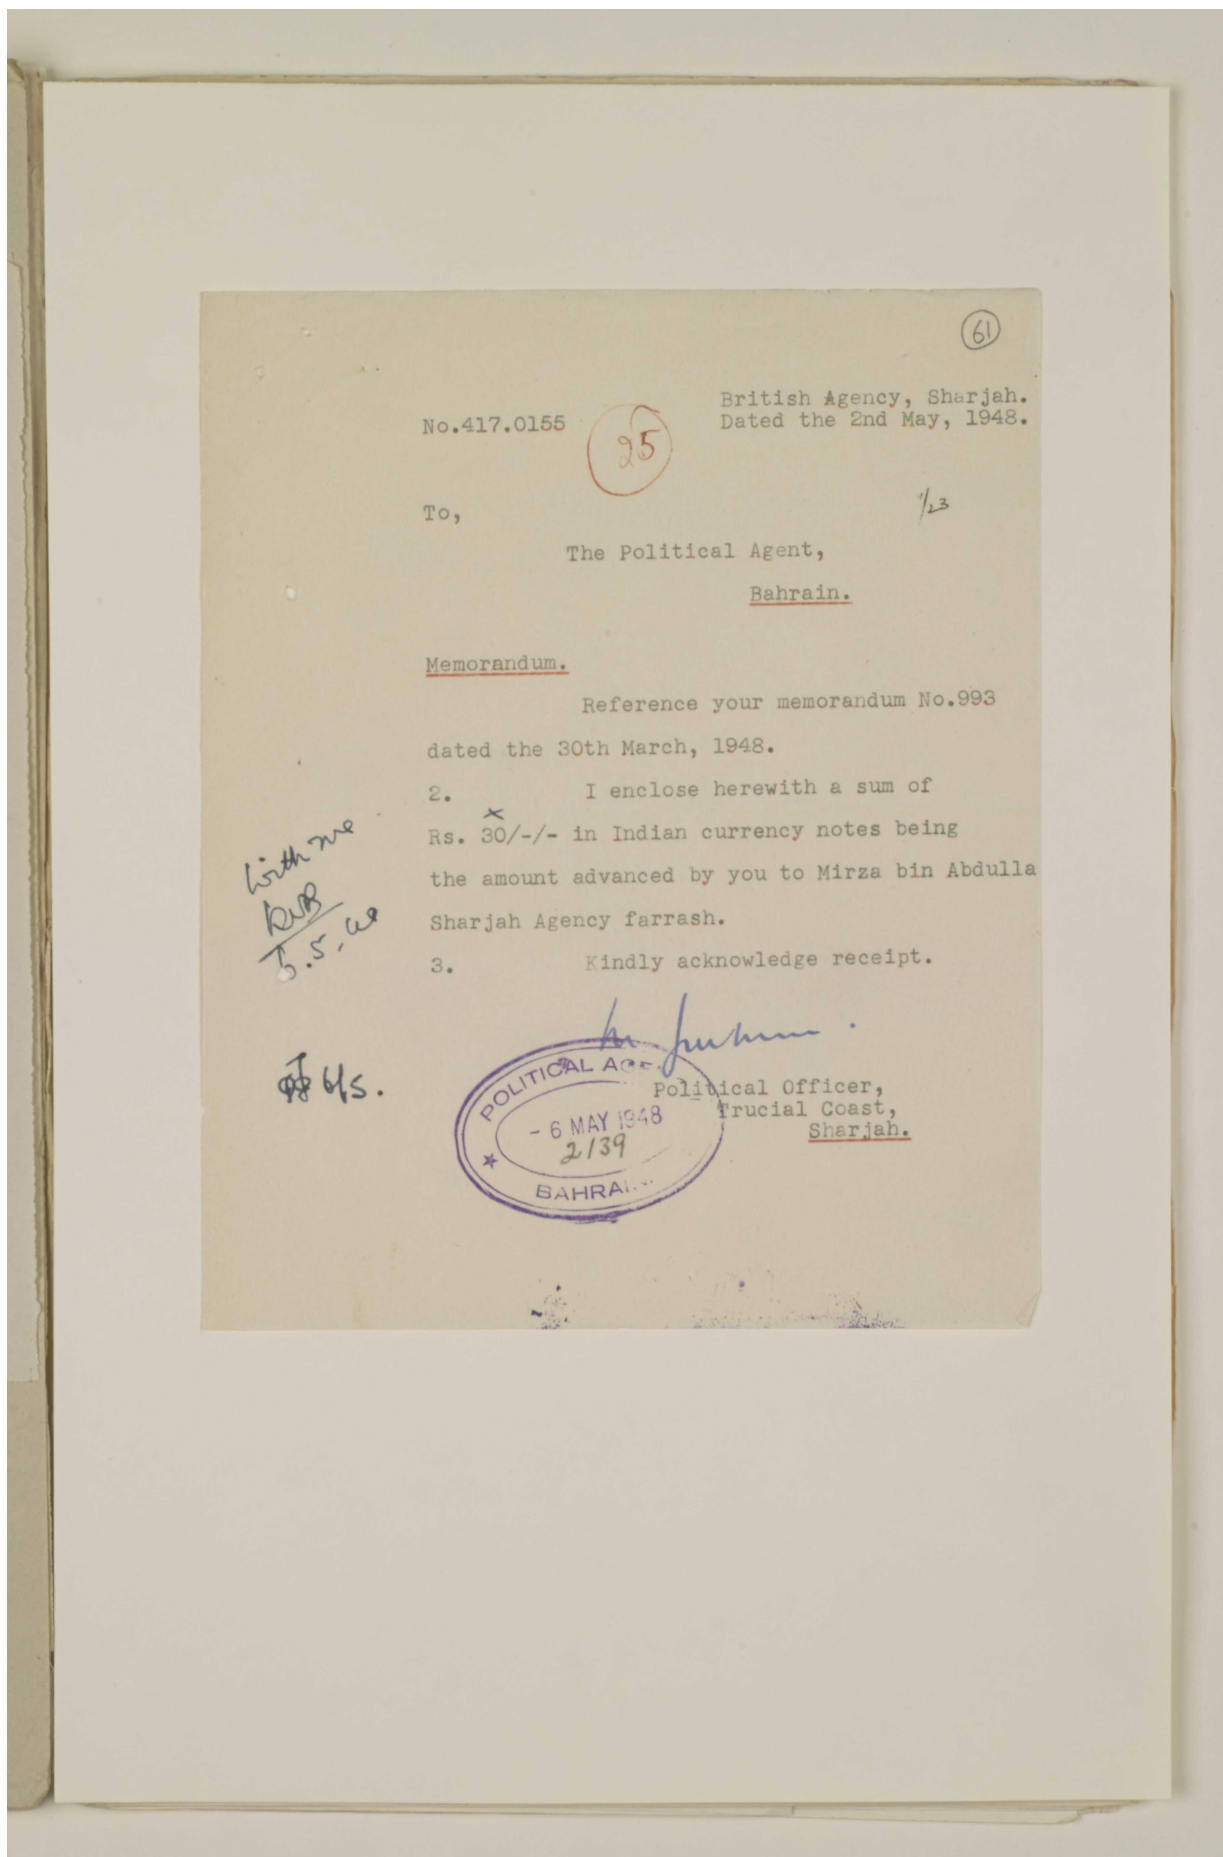 61
British Agency, Sharjah.
No.417.0155
25
Dated the 2nd May, 1948.
1/23
To,
The Political Agent,
Bahrain.
Memorandum.
Reference your memorandum No.993
dated the 30th March, 1948.
2. I enclose herewith a sum of
x
Rs. 30/-/- in Indian currency notes being
the amount advanced by you to Mirza bin Abdulla
Sharjah Agency farrash.
3. Kindly acknowledge receipt.
with me
5.5.48
6/5.
Political Officer,
Trucial Coast,
Sharjah.
POLITICAL
- 6 MAY 1948
2139
BAHRAIN